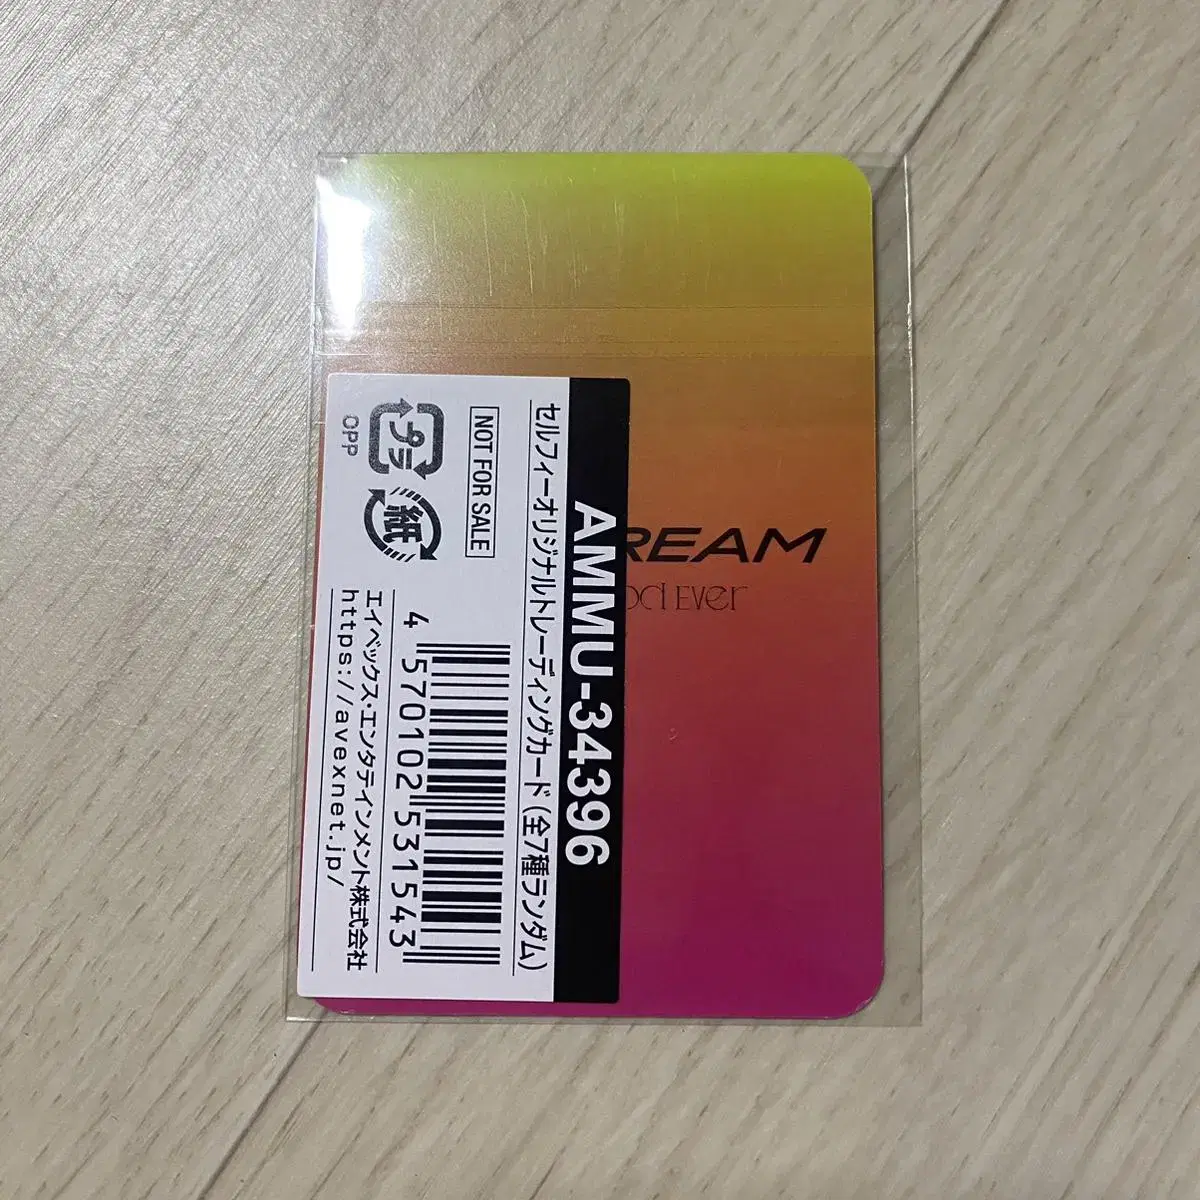 AMMU-34396
セルフィーオリジナルトレーディングカード(全7種ランダム)
NOT FOR SALE
プラ
OPP
紙
4 570102 531543
エイベックス・エンタテインメント株式会社
https://avexnet.jp/
REAM
od Ever